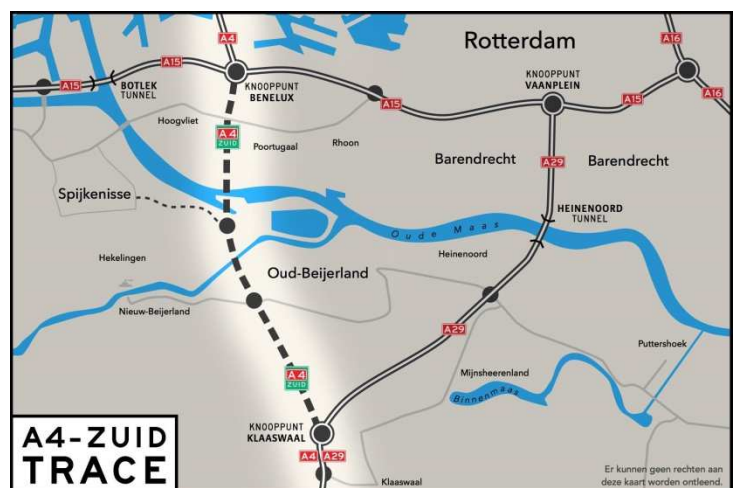 A4
Rotterdam
A16
A15
A15
BOTLEK
TUNNEL
KNOOPPUNT
BENELUX
KNOOPPUNT
VAANPLEIN
A15
A15
A16
Hoogvliet
A4
ZUID
Poortugaal
Rhoon
Barendrecht
A29
Barendrecht
Spijkenisse
HEINENOORD
TUNNEL
Oude Maas
Hekelingen
Heinenoord
Oud-Beijerland
Nieuw-Beijerland
A29
Puttershoek
A4
ZUID
Mijnsheerenland
Binnenmaas
KNOOPPUNT
KLAASWAAL
A4 A29
Klaaswaal
A4-ZUID
TRACE
Er kunnen geen rechten aan
deze kaart worden ontleend.